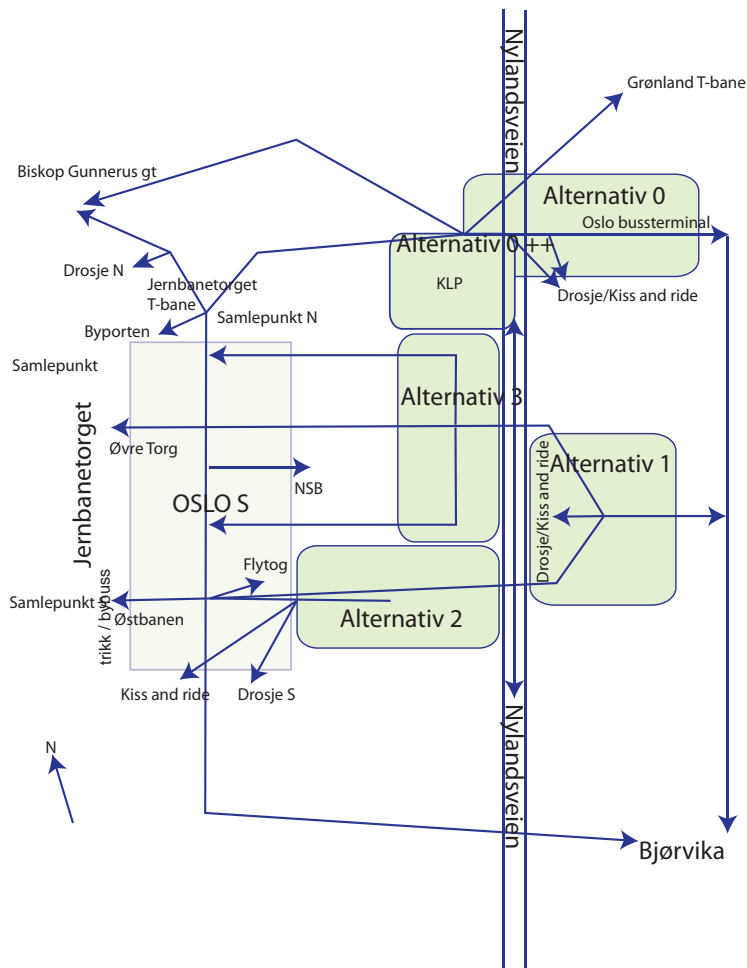 Nylandsveien
Grønland T-bane
Biskop Gunnerus gt
Alternativ 0
Oslo bussterminal
Alternativ 0 ++
Drosje N
KLP
Jernbanetorget
T-bane
Drosje/Kiss and ride
Samlepunkt N
Byporten
Samlepunkt
Alternativ 3
Jernbanetorget
Øvre Torg
Drosje/Kiss and ride
Alternativ 1
NSB
OSLO S
Flytog
Samlepunkt S
Østbanen
trikk / bybuss
Alternativ 2
Kiss and ride
Drosje S
Nylandsveien
N
Bjørvika